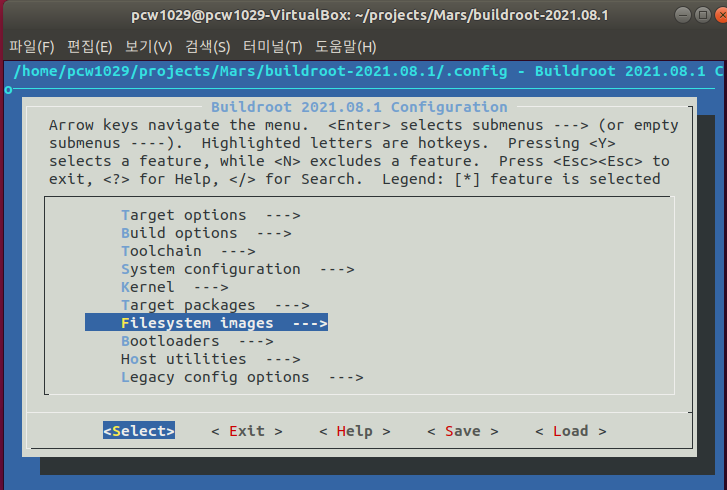 pcw1029@pcw1029-VirtualBox: ~/projects/Mars/buildroot-2021.08.1
파일(F) 편집(E) 보기(V) 검색(S) 터미널(T) 도움말(H)
/home/pcw1029/projects/Mars/buildroot-2021.08.1/.config - Buildroot 2021.08.1 C
o
Buildroot 2021.08.1 Configuration
Arrow keys navigate the menu. <Enter> selects submenus ---> (or empty
submenus ----). Highlighted letters are hotkeys. Pressing <Y>
selects a feature, while <N> excludes a feature. Press <Esc><Esc> to
exit, <?> for Help, </> for Search. Legend: [*] feature is selected
Target options --->
Build options --->
Toolchain --->
System configuration --->
Kernel --->
Target packages --->
Filesystem images --->
Bootloaders --->
Host utilities --->
Legacy config options --->
<Select> < Exit > < Help > < Save > < Load >